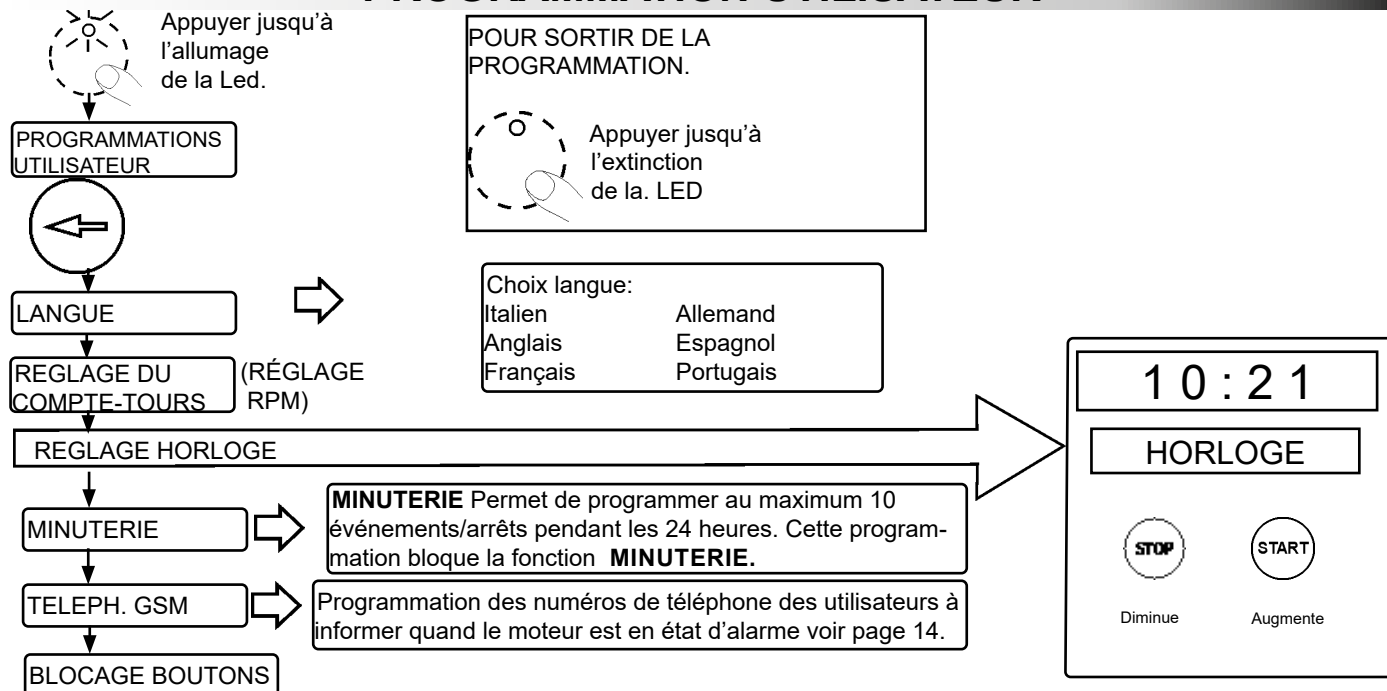 PROGRAMMATION UTILISATEUR
Appuyer jusqu’à
l’allumage
de la Led.
POUR SORTIR DE LA
PROGRAMMATION.
Appuyer jusqu’à
l’extinction
de la. LED
PROGRAMMATIONS
UTILISATEUR
LANGUE
Choix langue:
Italien Allemand
Anglais Espagnol
Français Portugais
REGLAGE DU
COMPTE-TOURS
(RÉGLAGE
RPM)
REGLAGE HORLOGE
10:21
HORLOGE
STOP START
Diminue Augmente
MINUTERIE
MINUTERIE Permet de programmer au maximum 10
événements/arrêts pendant les 24 heures. Cette program-
mation bloque la fonction MINUTERIE.
TELEPH. GSM
Programmation des numéros de téléphone des utilisateurs à
informer quand le moteur est en état d’alarme voir page 14.
BLOCAGE BOUTONS